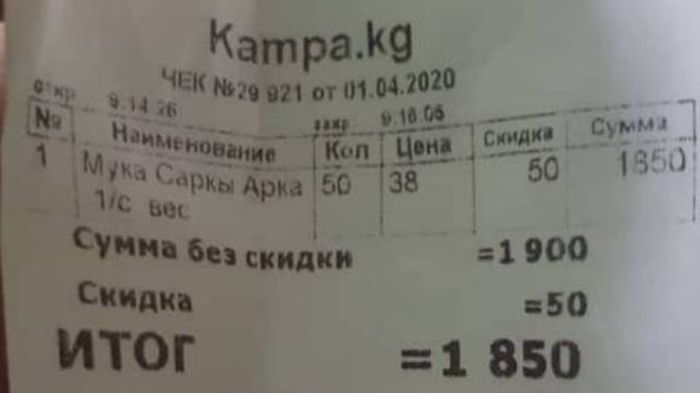 Kampa.kg
ЧЕК №29 921 от 01.04.2020
откр 9.14.26 закр 9.16.05
№ Наименование Кол Цена Скидка Сумма
1 Мука Саркы Арка 50 38 50 1850
1/с вес
Сумма без скидки =1 900
Скидка =50
ИТОГ =1 850